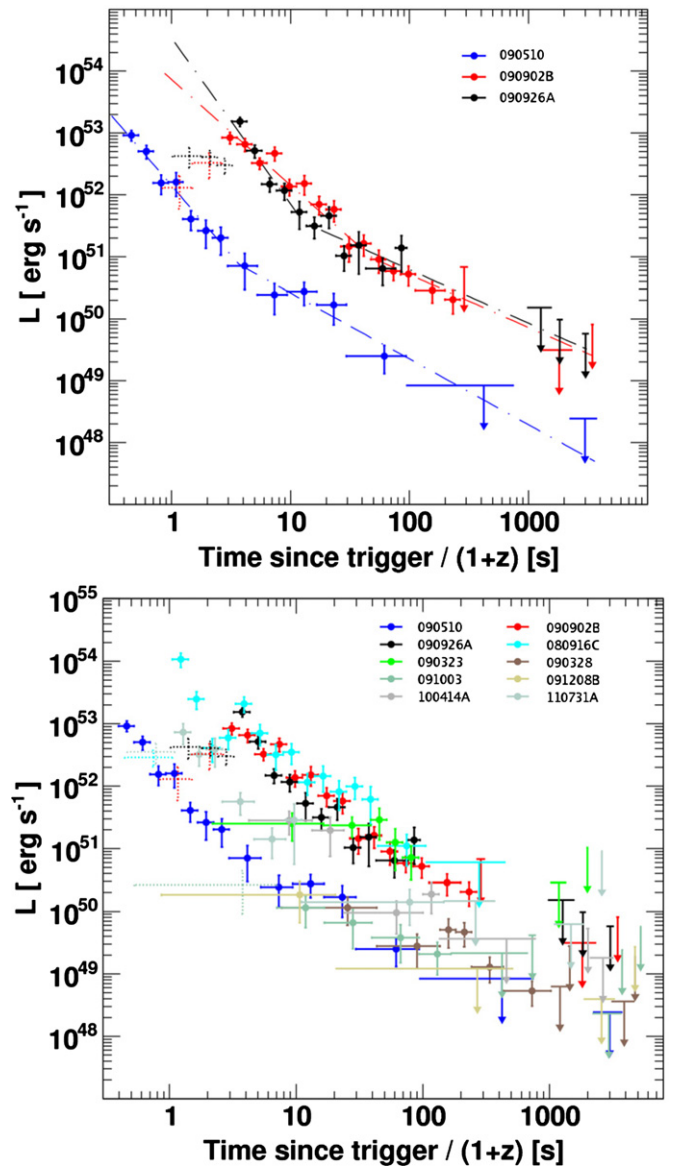 10^54
10^53
10^52
10^51
10^50
10^49
10^48
L [ erg s^-1]
090510
090902B
090926A
1 10 100 1000
Time since trigger / (1+z) [s]
10^55
10^54
10^53
10^52
10^51
10^50
10^49
10^48
L [ erg s^-1]
090510 090902B
090926A 080916C
090323 090328
091003 091208B
100414A 110731A
1 10 100 1000
Time since trigger / (1+z) [s]